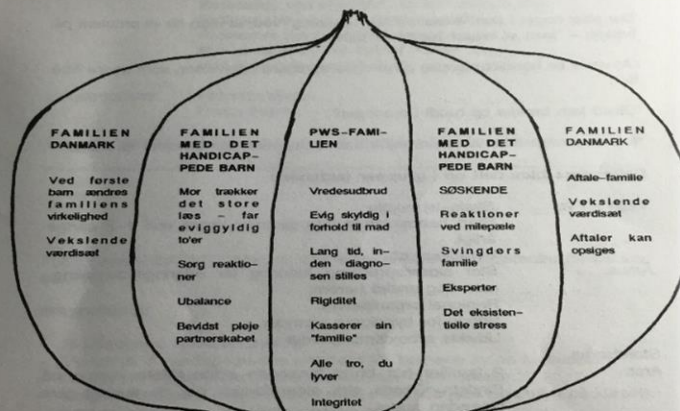 FAMILIEN
DANMARK
Ved første
barn ændres
familiens
virkelighed
Vekslende
værdisæt
FAMILIEN
MED DET
HANDICAP-
PEDE BARN
Mor trækker
det store
læs - far
eviggyldig
to'er
Sorg reaktio-
ner
Ubalance
Bevidst pleje
partnerskabet
PWS-FAMI-
LIEN
Vredesudbrud
Evig skyldig i
forhold til mad
Lang tid, in-
den diagno-
sen stilles
Rigiditet
Kasserer sin
"familie"
Alle tro, du
lyver
Integritet
FAMILIEN
MED DET
HANDICAP-
PEDE BARN
SØSKENDE
Reaktioner
ved milepæle
Svingdørs
familie
Eksperter
Det eksisten-
tielle stress
FAMILIEN
DANMARK
Aftale-familie
Vekslende
værdisæt
Aftaler kan
opsiges